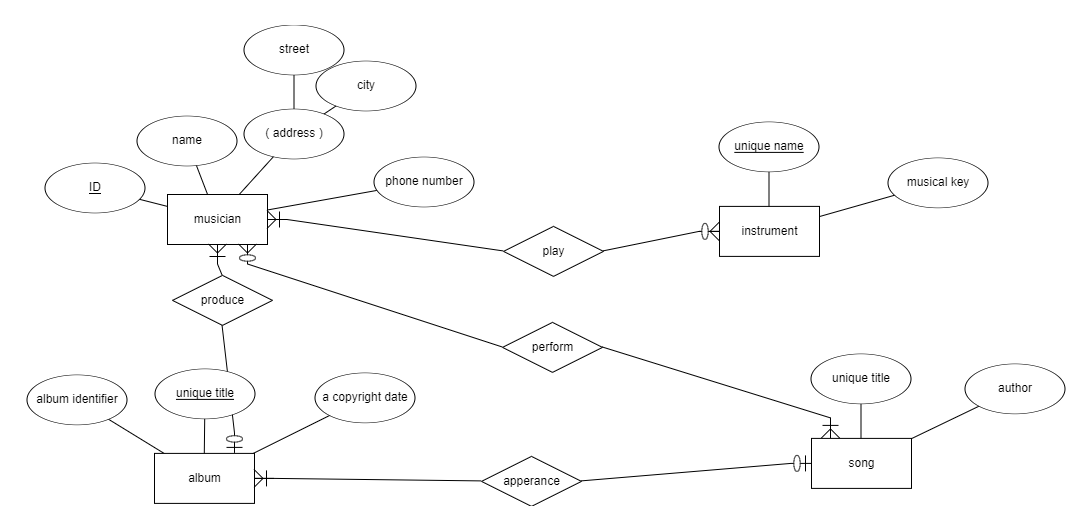 street
city
( address )
name
unique name
ID
phone number
musical key
musician
instrument
play
produce
perform
unique title
author
unique title
a copyright date
album identifier
song
album
apperance